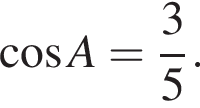 cos A = 3/5.